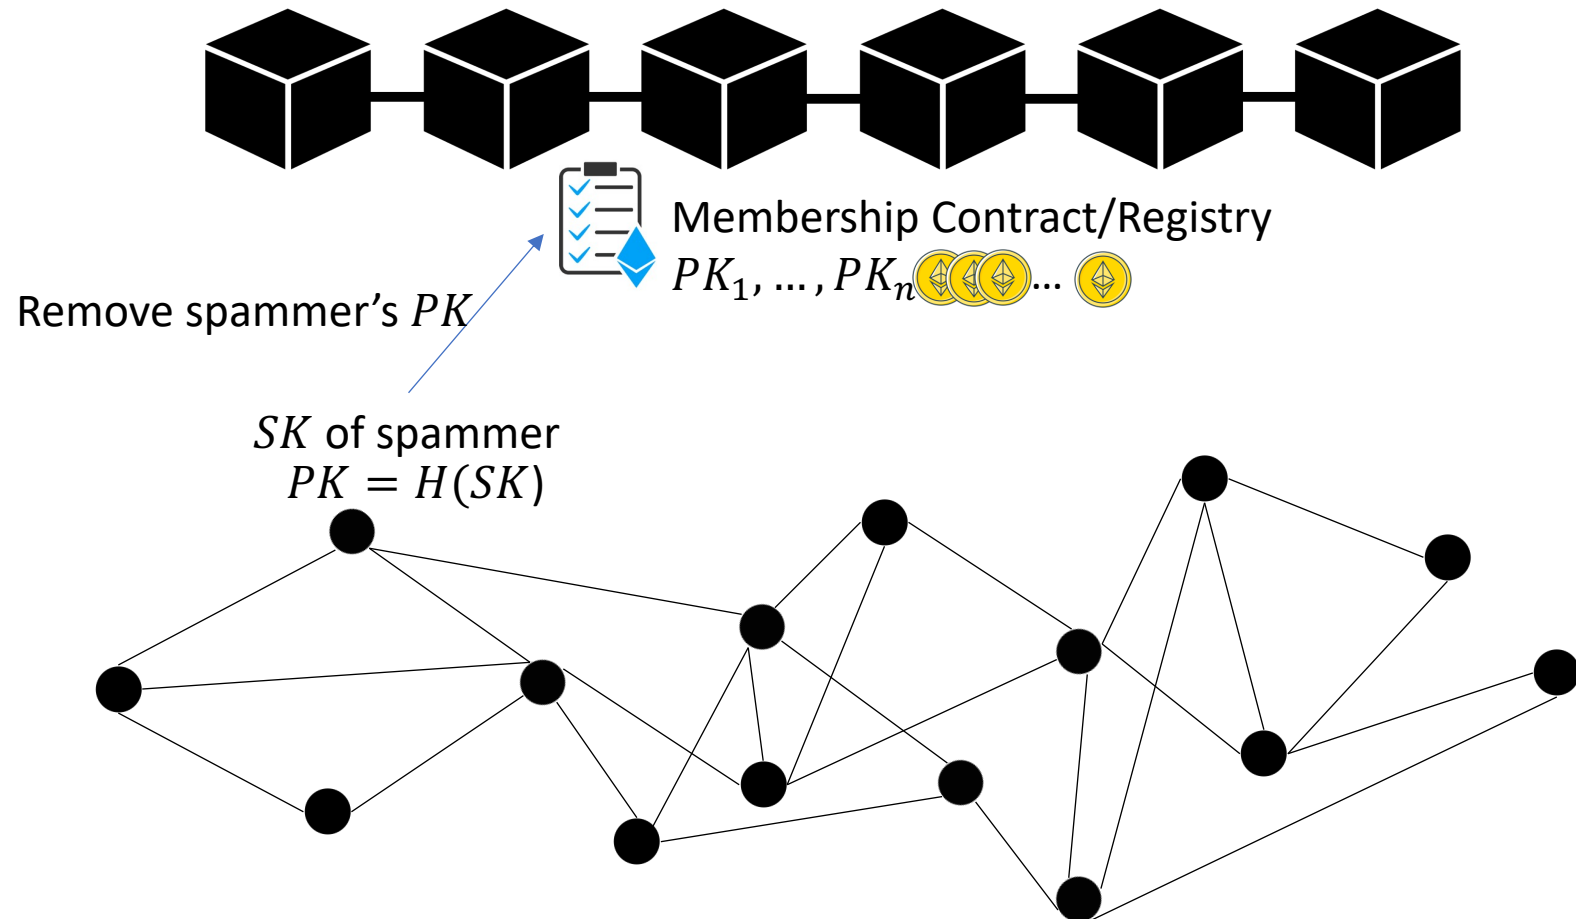 Membership Contract/Registry
PK₁, … , PKₙ ...
Remove spammer’s PK
SK of spammer
PK = H(SK)